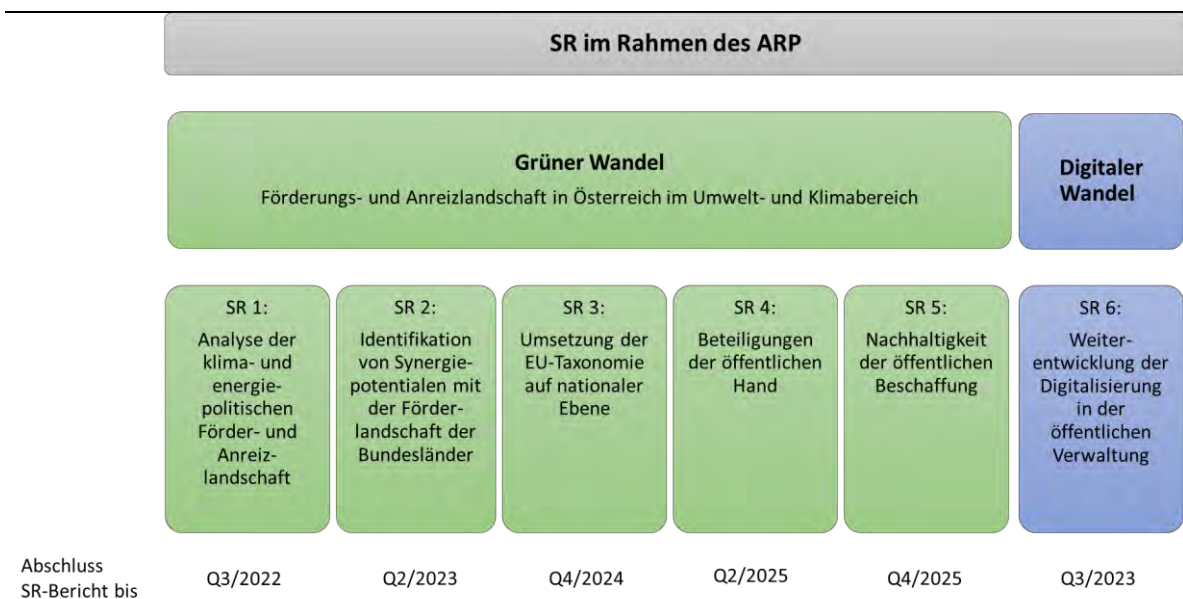 SR im Rahmen des ARP
Grüner Wandel
Förderungs- und Anreizlandschaft in Österreich im Umwelt- und Klimabereich
Digitaler
Wandel
SR 1:
Analyse der
klima- und
energie-
politischen
Förder- und
Anreiz-
landschaft
SR 2:
Identifikation
von Synergie-
potentialen mit
der Förder-
landschaft der
Bundesländer
SR 3:
Umsetzung der
EU-Taxonomie
auf nationaler
Ebene
SR 4:
Beteiligungen
der öffentlichen
Hand
SR 5:
Nachhaltigkeit
der öffentlichen
Beschaffung
SR 6:
Weiter-
entwicklung der
Digitalisierung
in der
öffentlichen
Verwaltung
Abschluss
SR-Bericht bis
Q3/2022
Q2/2023
Q4/2024
Q2/2025
Q4/2025
Q3/2023